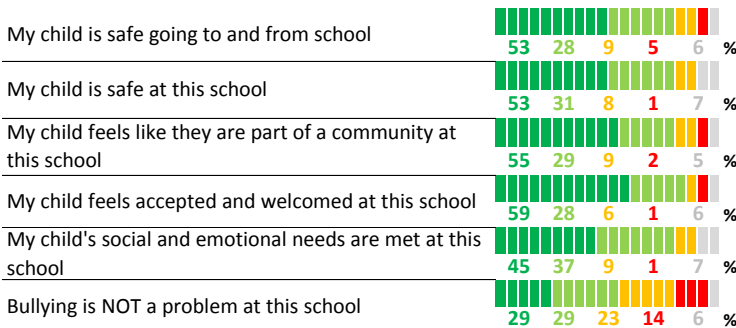 My child is safe going to and from school
53 28 9 5 6 %
My child is safe at this school
53 31 8 1 7 %
My child feels like they are part of a community at
this school
55 29 9 2 5 %
My child feels accepted and welcomed at this school
59 28 6 1 6 %
My child's social and emotional needs are met at this
school
45 37 9 1 7 %
Bullying is NOT a problem at this school
29 29 23 14 6 %